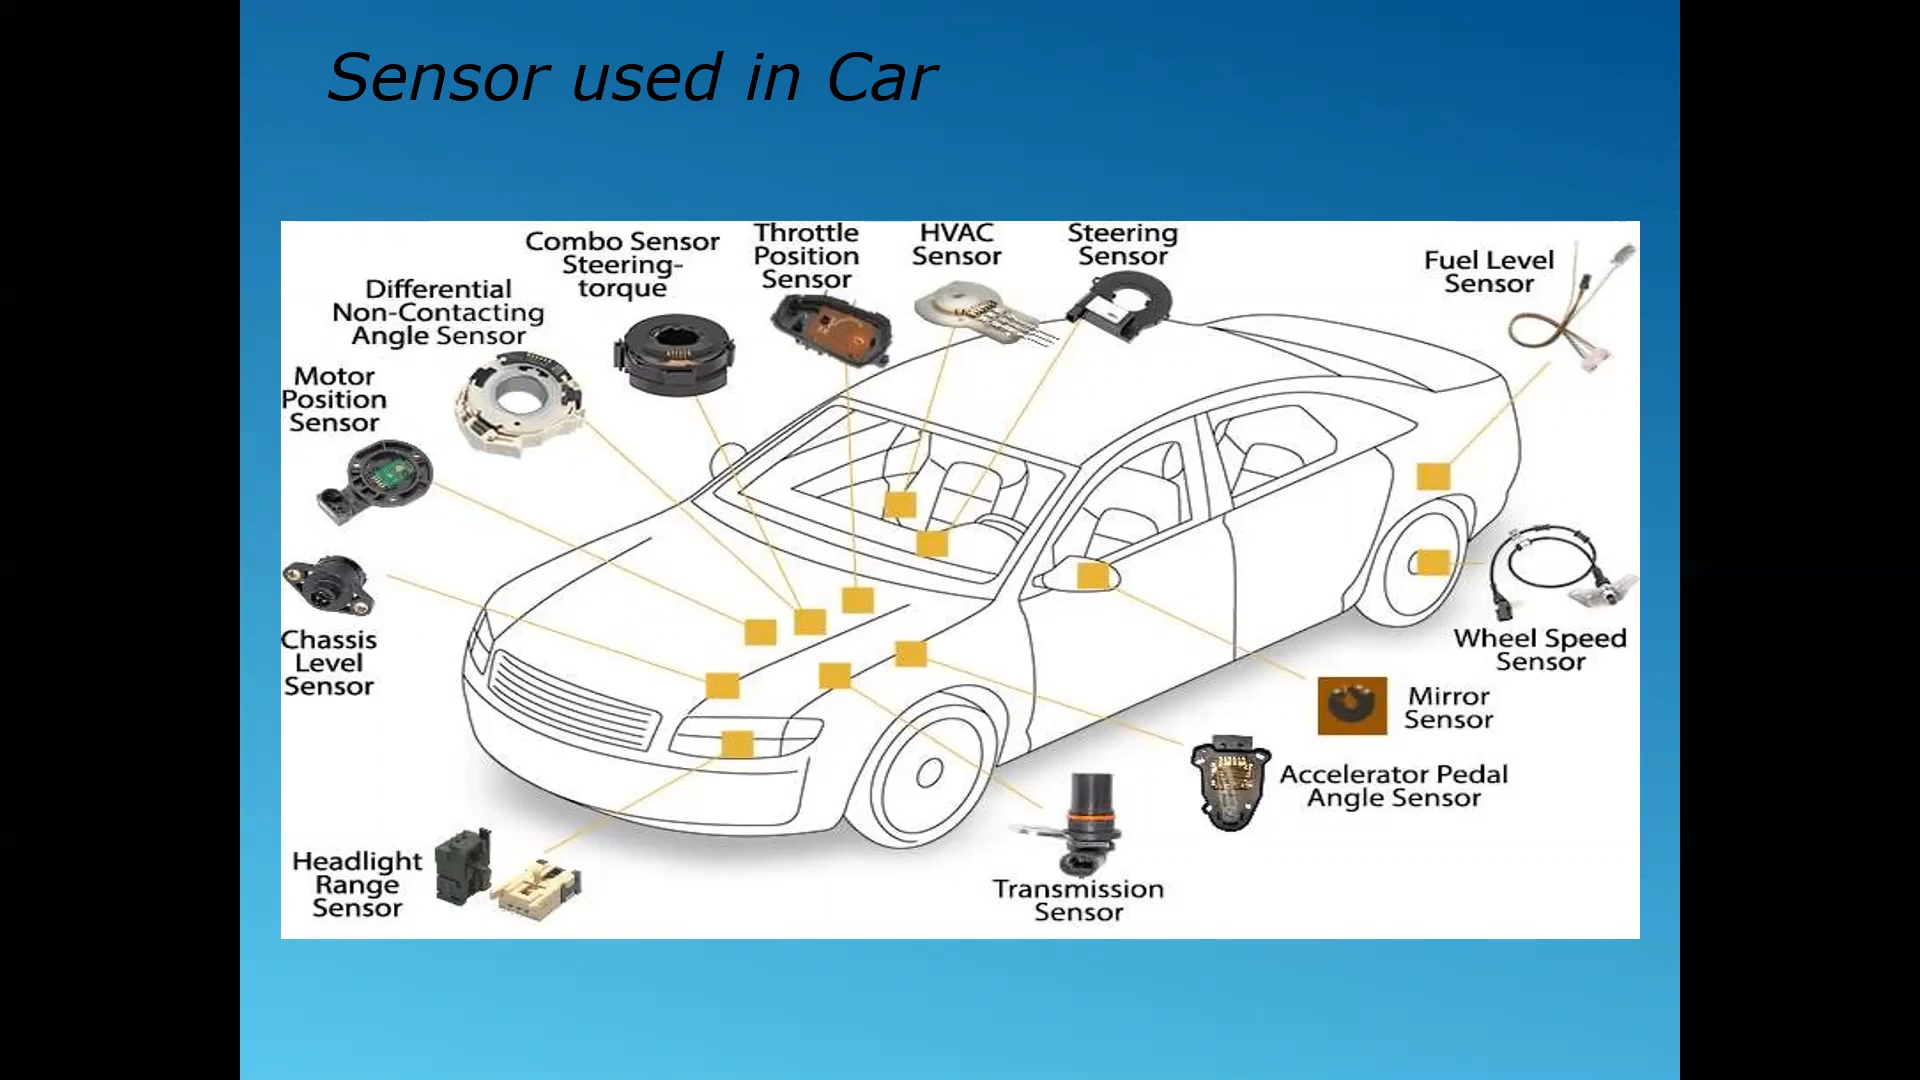 Sensor used in Car
Combo Sensor
Steering-
torque
Throttle
Position
Sensor
HVAC
Sensor
Steering
Sensor
Fuel Level
Sensor
Differential
Non-Contacting
Angle Sensor
Motor
Position
Sensor
Chassis
Level
Sensor
Wheel Speed
Sensor
Mirror
Sensor
Accelerator Pedal
Angle Sensor
Headlight
Range
Sensor
Transmission
Sensor